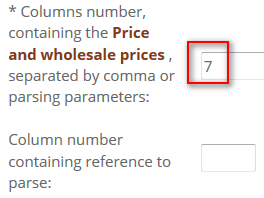 * Columns number,
containing the Price
and wholesale prices ,
separated by comma or
parsing parameters:
7
Column number
containing reference to
parse: